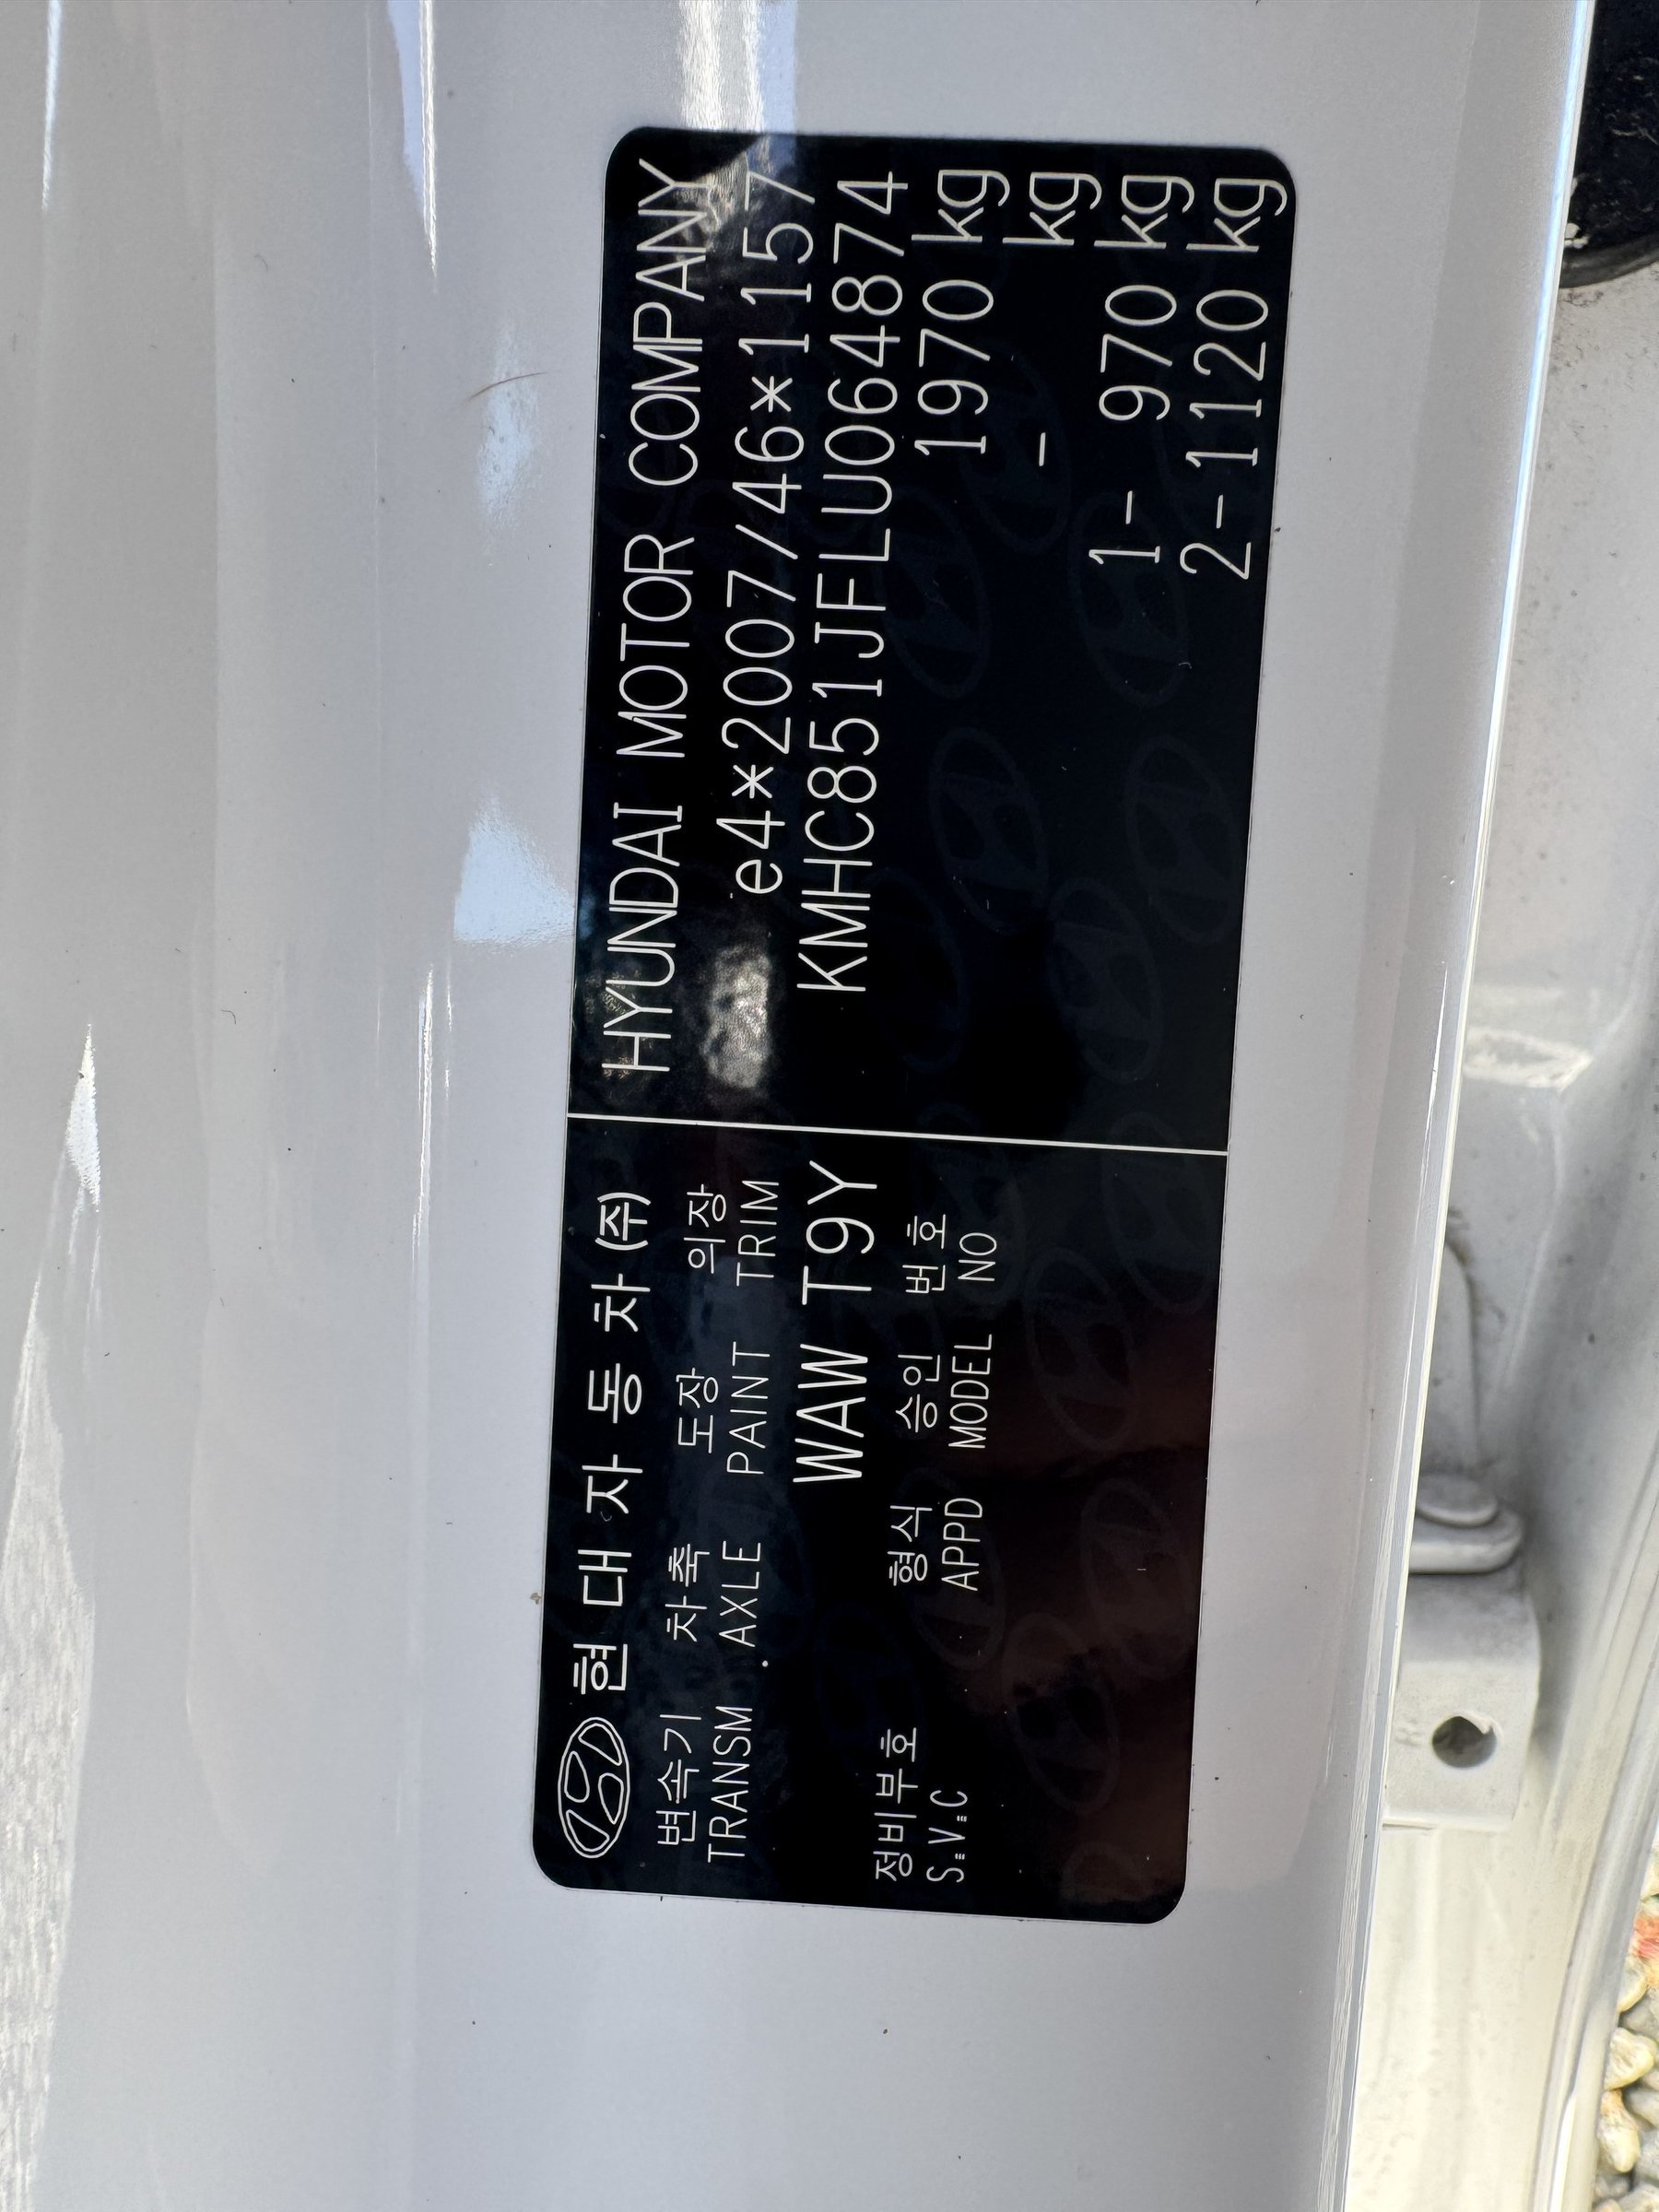 현대자동차(주)
변속기 차축 도장 의장
TRANSM. AXLE PAINT TRIM
WAW T9Y
정비부호 형식 승인 번호
S.V.C APPD MODEL NO
HYUNDAI MOTOR COMPANY
e4*2007/46*1157
KMHC851JFLU064874
1970 kg
- kg
1- 970 kg
2-1120 kg